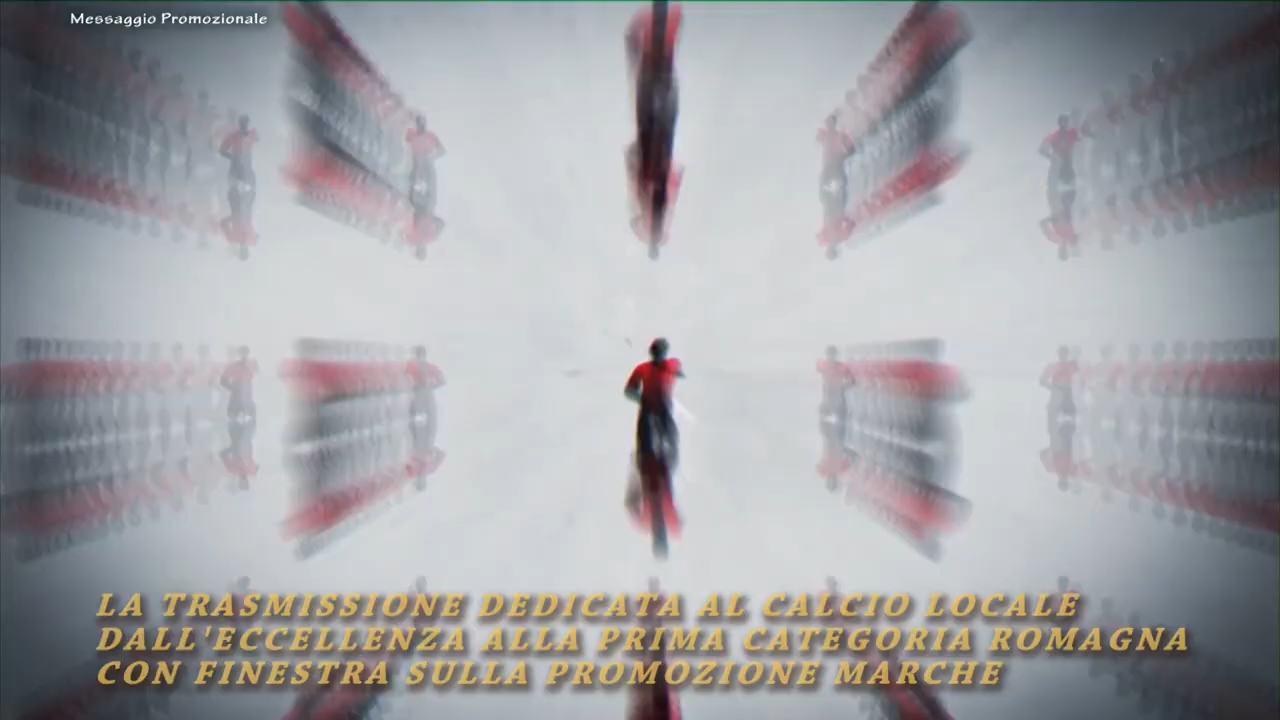 Messaggio Promozionale
LA TRASMISSIONE DEDICATA AL CALCIO LOCALE
DALL'ECCELLENZA ALLA PRIMA CATEGORIA ROMAGNA
CON FINESTRA SULLA PROMOZIONE MARCHE